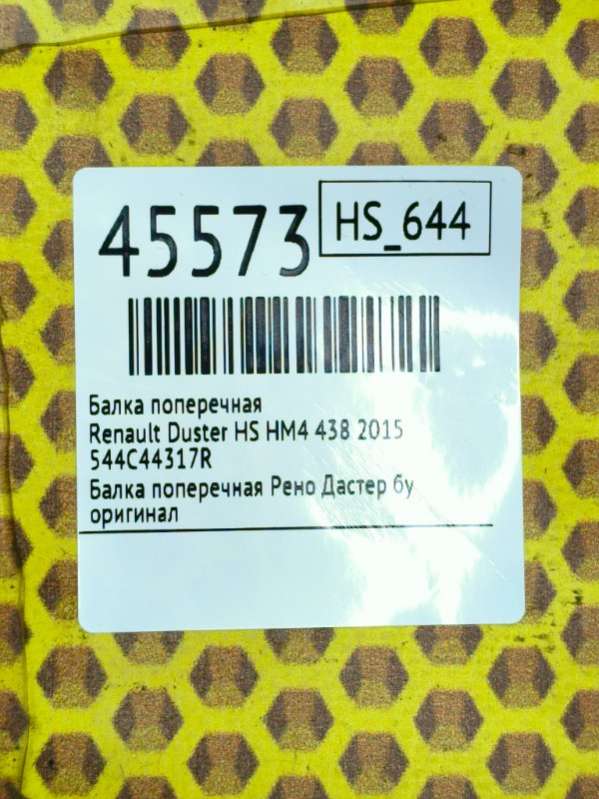 45573
HS_644
Балка поперечная
Renault Duster HS HM4 438 2015
544C44317R
Балка поперечная Рено Дастер бу
оригинал